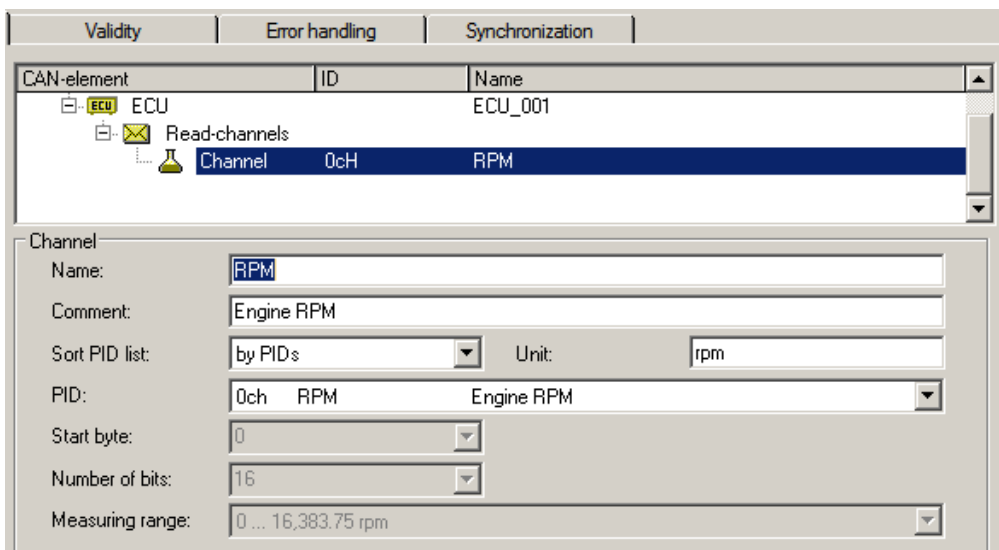 Validity Error handling Synchronization
CAN-element ID Name
ECU ECU ECU_001
Read-channels
Channel 0cH RPM
Channel
Name: RPM
Comment: Engine RPM
Sort PID list: by PIDs Unit: rpm
PID: 0ch RPM Engine RPM
Start byte: 0
Number of bits: 16
Measuring range: 0 ... 16,383.75 rpm